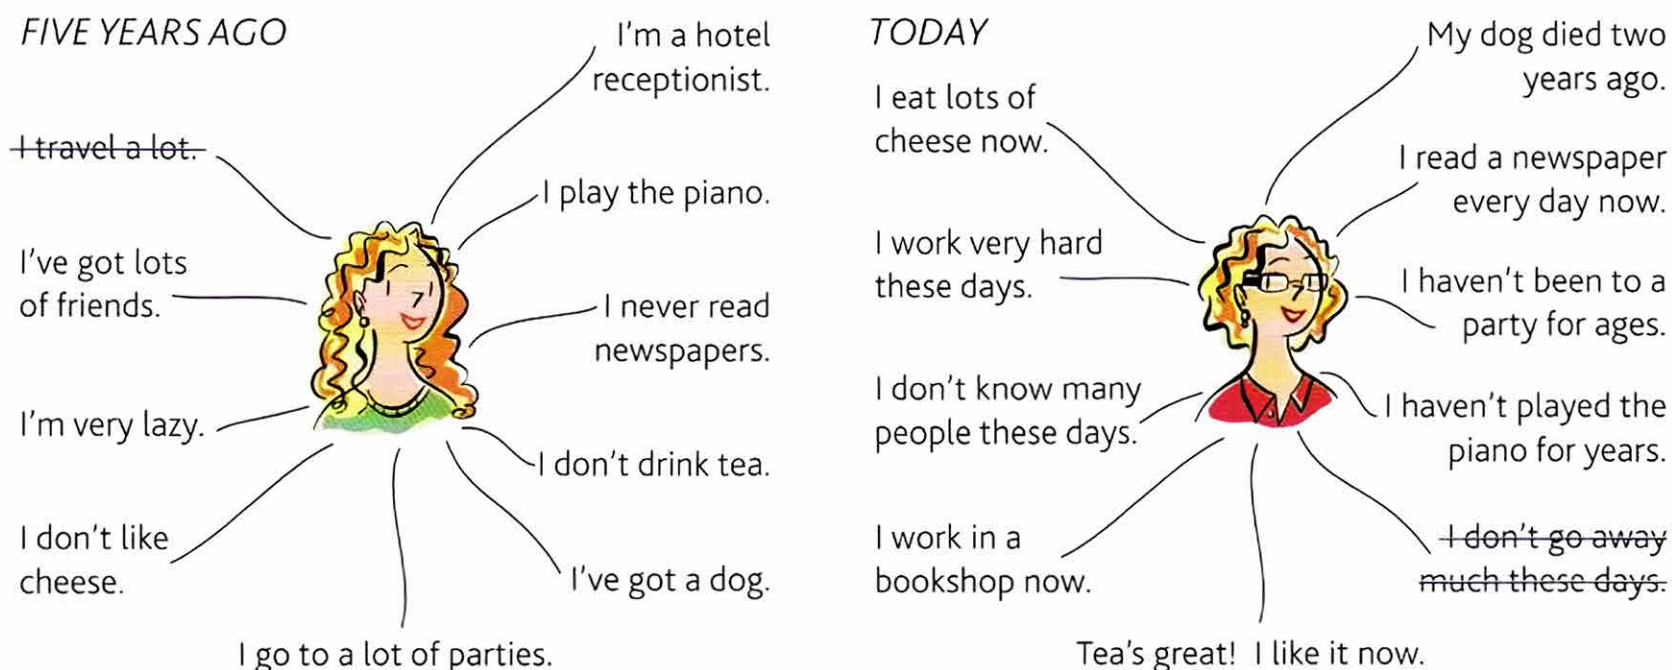 FIVE YEARS AGO
I'm a hotel
receptionist.
I travel a lot.
I play the piano.
I've got lots
of friends.
I never read
newspapers.
I'm very lazy.
I don't drink tea.
I don't like
cheese.
I've got a dog.
I go to a lot of parties.
TODAY
My dog died two
years ago.
I eat lots of
cheese now.
I read a newspaper
every day now.
I work very hard
these days.
I haven't been to a
party for ages.
I don't know many
people these days.
I haven't played the
piano for years.
I work in a
bookshop now.
I don't go away
much these days.
Tea's great! I like it now.